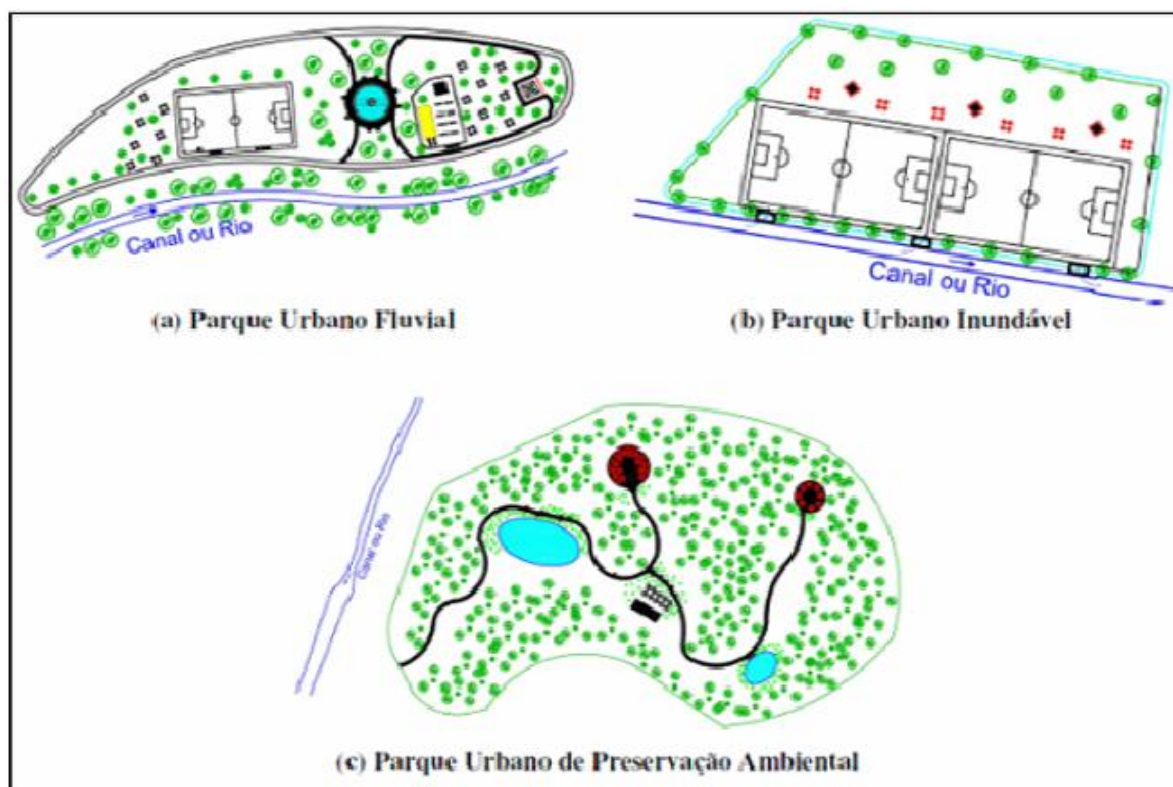 Canal ou Rio
Canal ou Rio
(a) Parque Urbano Fluvial
(b) Parque Urbano Inundável
Canal ou Rio
(c) Parque Urbano de Preservação Ambiental